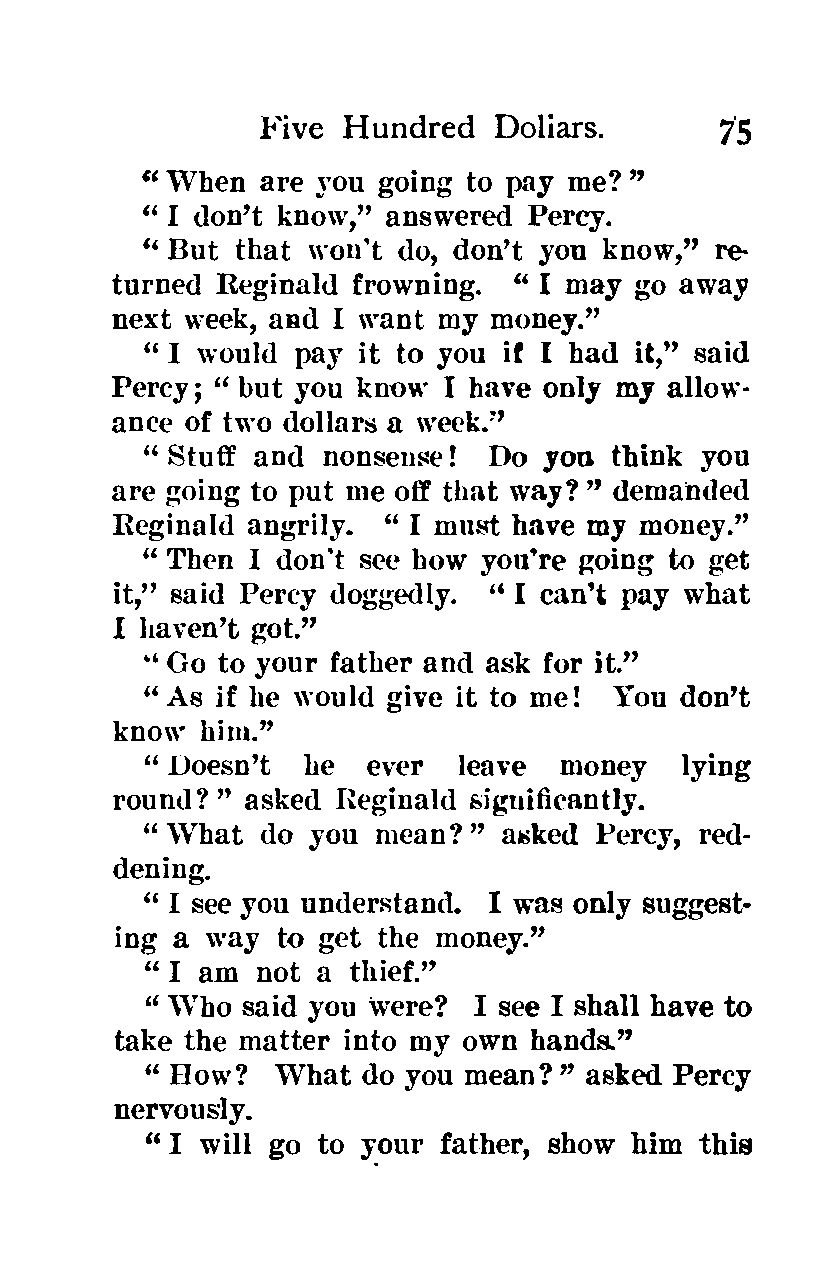 Five Hundred Dollars. 75
“ When are you going to pay me? ”
“ I don’t know,” answered Percy.
“ But that won’t do, don’t you know,” re-
turned Reginald frowning. “ I may go away
next week, and I want my money.”
“ I would pay it to you if I had it,” said
Percy; “ but you know I have only my allow-
ance of two dollars a week.”
“ Stuff and nonsense! Do you think you
are going to put me off that way? ” demanded
Reginald angrily. “ I must have my money.”
“ Then I don’t see how you’re going to get
it,” said Percy doggedly. “ I can’t pay what
I haven’t got.”
“ Go to your father and ask for it.”
“ As if he would give it to me! You don’t
know him.”
“ Doesn’t he ever leave money lying
round? ” asked Reginald significantly.
“ What do you mean? ” asked Percy, red-
dening.
“ I see you understand. I was only suggest-
ing a way to get the money.”
“ I am not a thief.”
“ Who said you were? I see I shall have to
take the matter into my own hands.”
“ How? What do you mean? ” asked Percy
nervously.
“ I will go to your father, show him this